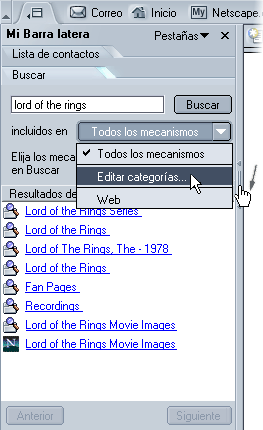 Correo Inicio My Netscape.
Mi Barra latera Pestañas
Lista de contactos
Buscar
lord of the rings Buscar
incluidos en Todos los mecanismos
Todos los mecanismos
Elija los meca
Editar categorías...
en Buscar
Web
Resultados de
Lord of the Rings Series
Lord of the Rings
Lord of The Rings, The - 1978
Lord of the Rings
Fan Pages
Recordings
Lord of the Rings Movie Images
Lord of the Rings Movie Images
Anterior Siguiente